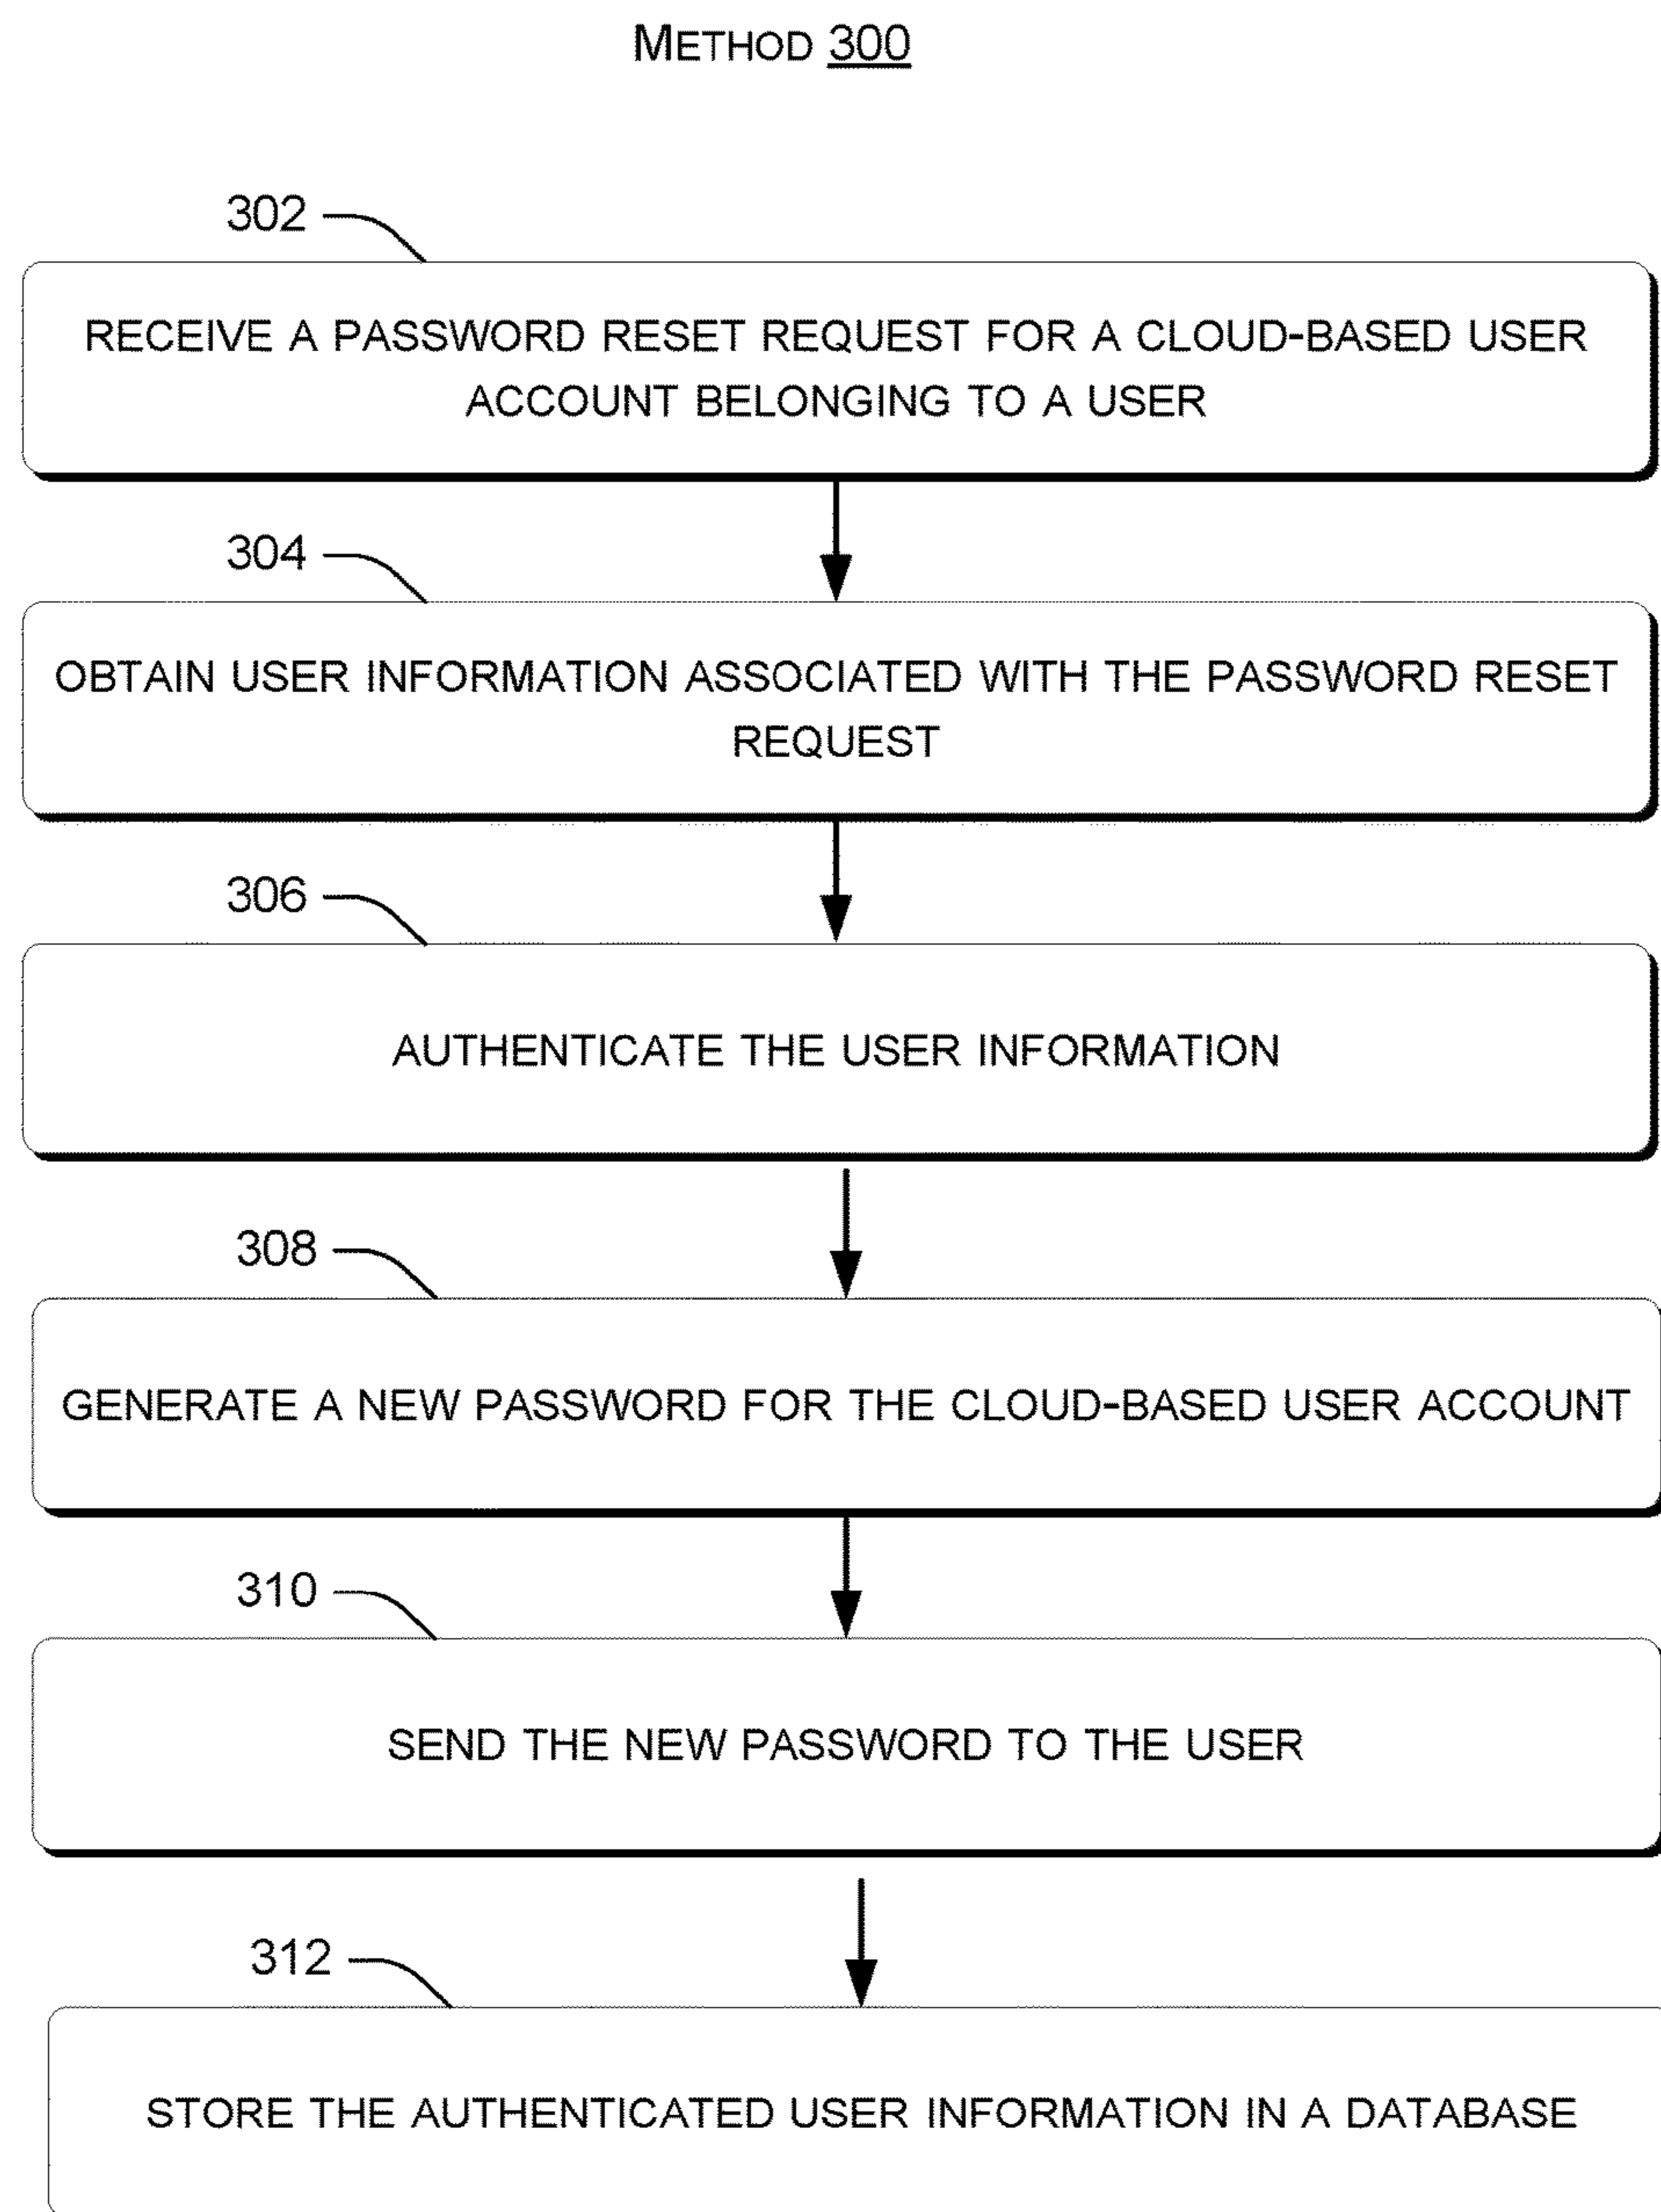 METHOD 300
302
RECEIVE A PASSWORD RESET REQUEST FOR A CLOUD-BASED USER
ACCOUNT BELONGING TO A USER
304
OBTAIN USER INFORMATION ASSOCIATED WITH THE PASSWORD RESET
REQUEST
306
AUTHENTICATE THE USER INFORMATION
308
GENERATE A NEW PASSWORD FOR THE CLOUD-BASED USER ACCOUNT
310
SEND THE NEW PASSWORD TO THE USER
312
STORE THE AUTHENTICATED USER INFORMATION IN A DATABASE